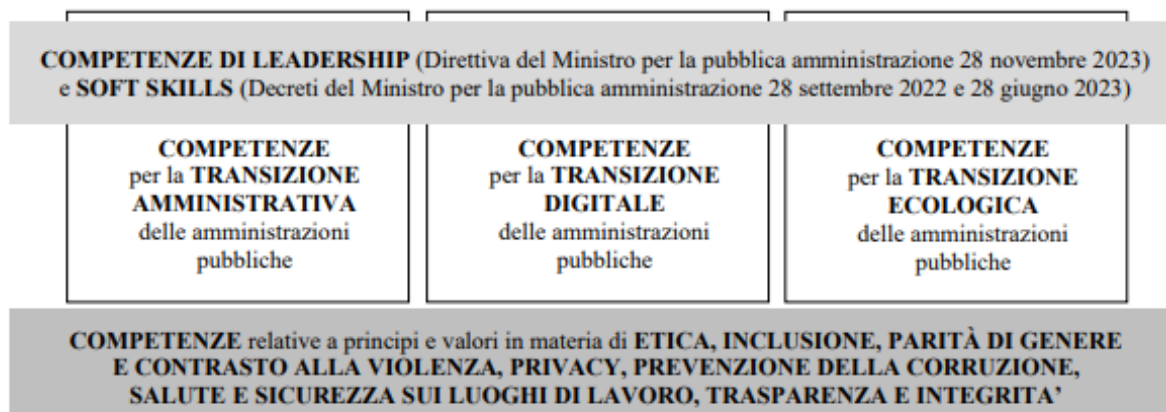 COMPETENZE DI LEADERSHIP (Direttiva del Ministro per la pubblica amministrazione 28 novembre 2023)
e SOFT SKILLS (Decreti del Ministro per la pubblica amministrazione 28 settembre 2022 e 28 giugno 2023)
COMPETENZE
per la TRANSIZIONE
AMMINISTRATIVA
delle amministrazioni
pubbliche
COMPETENZE
per la TRANSIZIONE
DIGITALE
delle amministrazioni
pubbliche
COMPETENZE
per la TRANSIZIONE
ECOLOGICA
delle amministrazioni
pubbliche
COMPETENZE relative a principi e valori in materia di ETICA, INCLUSIONE, PARITÀ DI GENERE
E CONTRASTO ALLA VIOLENZA, PRIVACY, PREVENZIONE DELLA CORRUZIONE,
SALUTE E SICUREZZA SUI LUOGHI DI LAVORO, TRASPARENZA E INTEGRITA’